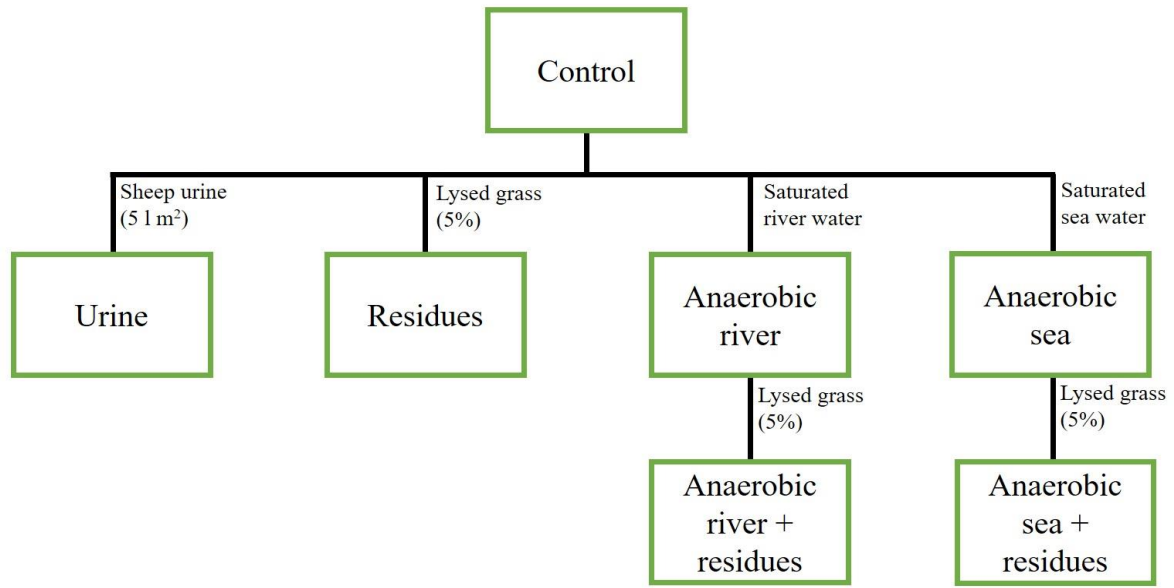 Control
Sheep urine
(5 l m²)
Lysed grass
(5%)
Saturated
river water
Saturated
sea water
Urine
Residues
Anaerobic
river
Anaerobic
sea
Lysed grass
(5%)
Lysed grass
(5%)
Anaerobic
river +
residues
Anaerobic
sea +
residues